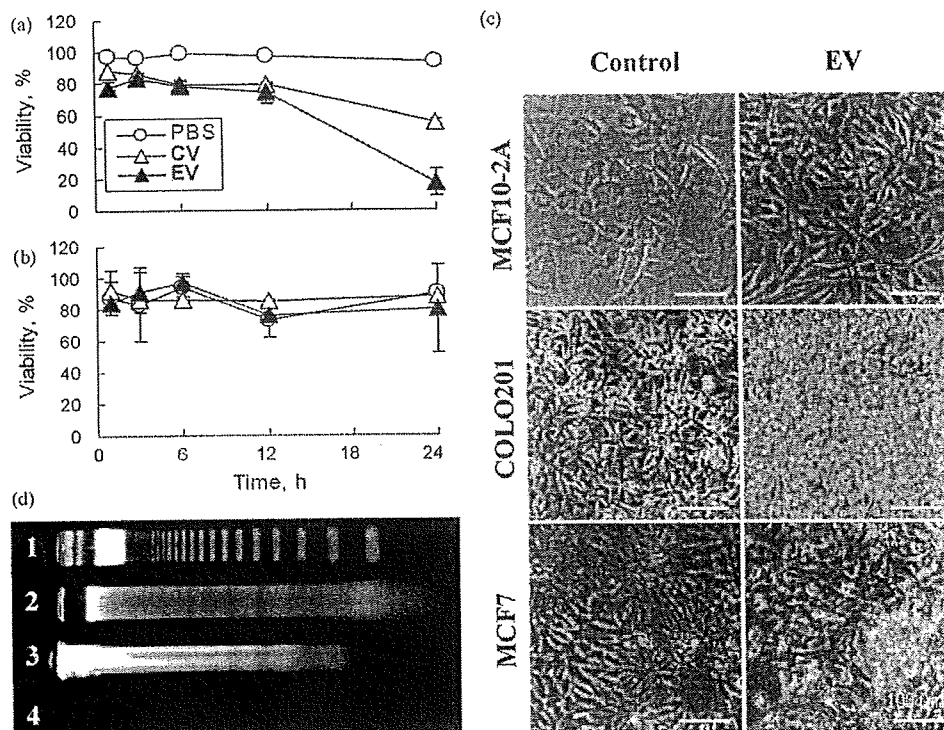 (a)
120
100
80
60
40
20
0
Viability, %
PBS
CV
EV
(b)
120
100
80
60
40
20
0
Viability, %
0 6 12 18 24
Time, h
(c)
Control EV
MCF10-2A
COLO201
MCF7
(d)
1
2
3
4